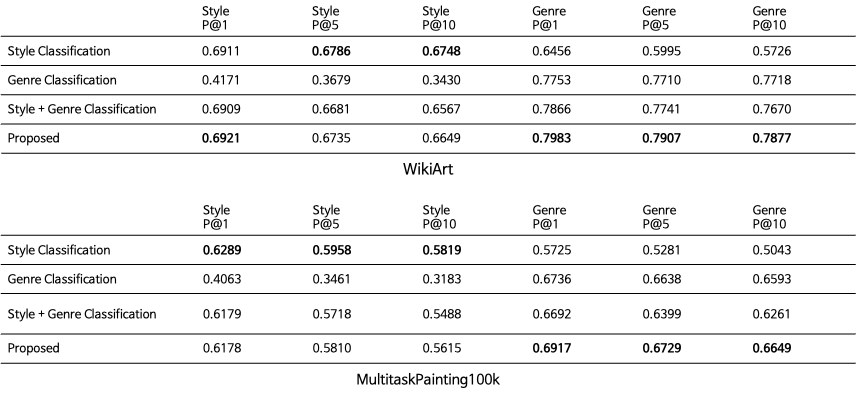 Style Style Style Genre Genre Genre
P@1 P@5 P@10 P@1 P@5 P@10
Style Classification 0.6911 0.6786 0.6748 0.6456 0.5995 0.5726
Genre Classification 0.4171 0.3679 0.3430 0.7753 0.7710 0.7718
Style + Genre Classification 0.6909 0.6681 0.6567 0.7866 0.7741 0.7670
Proposed 0.6921 0.6735 0.6649 0.7983 0.7907 0.7877
WikiArt
Style Style Style Genre Genre Genre
P@1 P@5 P@10 P@1 P@5 P@10
Style Classification 0.6289 0.5958 0.5819 0.5725 0.5281 0.5043
Genre Classification 0.4063 0.3461 0.3183 0.6736 0.6638 0.6593
Style + Genre Classification 0.6179 0.5718 0.5488 0.6692 0.6399 0.6261
Proposed 0.6178 0.5810 0.5615 0.6917 0.6729 0.6649
MultitaskPainting100k